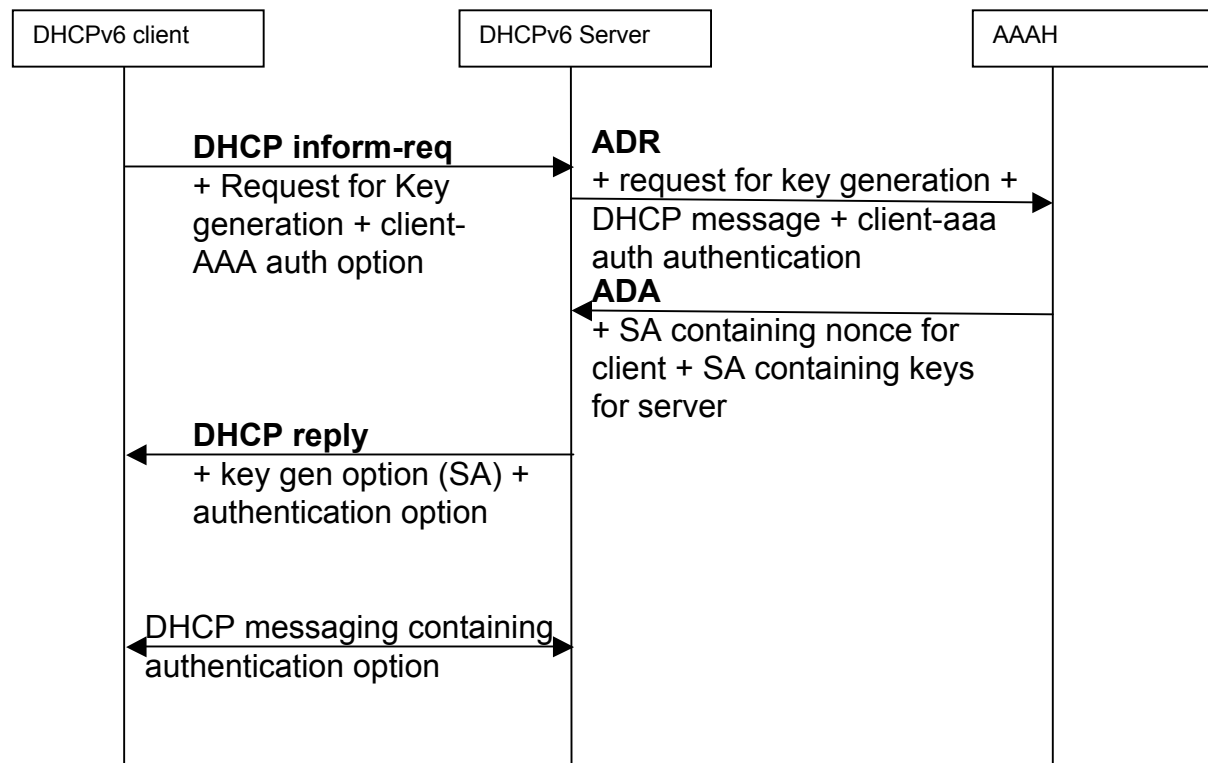 DHCPv6 client
DHCPv6 Server
AAAH
DHCP inform-req
+ Request for Key
generation + client-
AAA auth option
ADR
+ request for key generation +
DHCP message + client-aaa
auth authentication
ADA
+ SA containing nonce for
client + SA containing keys
for server
DHCP reply
+ key gen option (SA) +
authentication option
DHCP messaging containing
authentication option